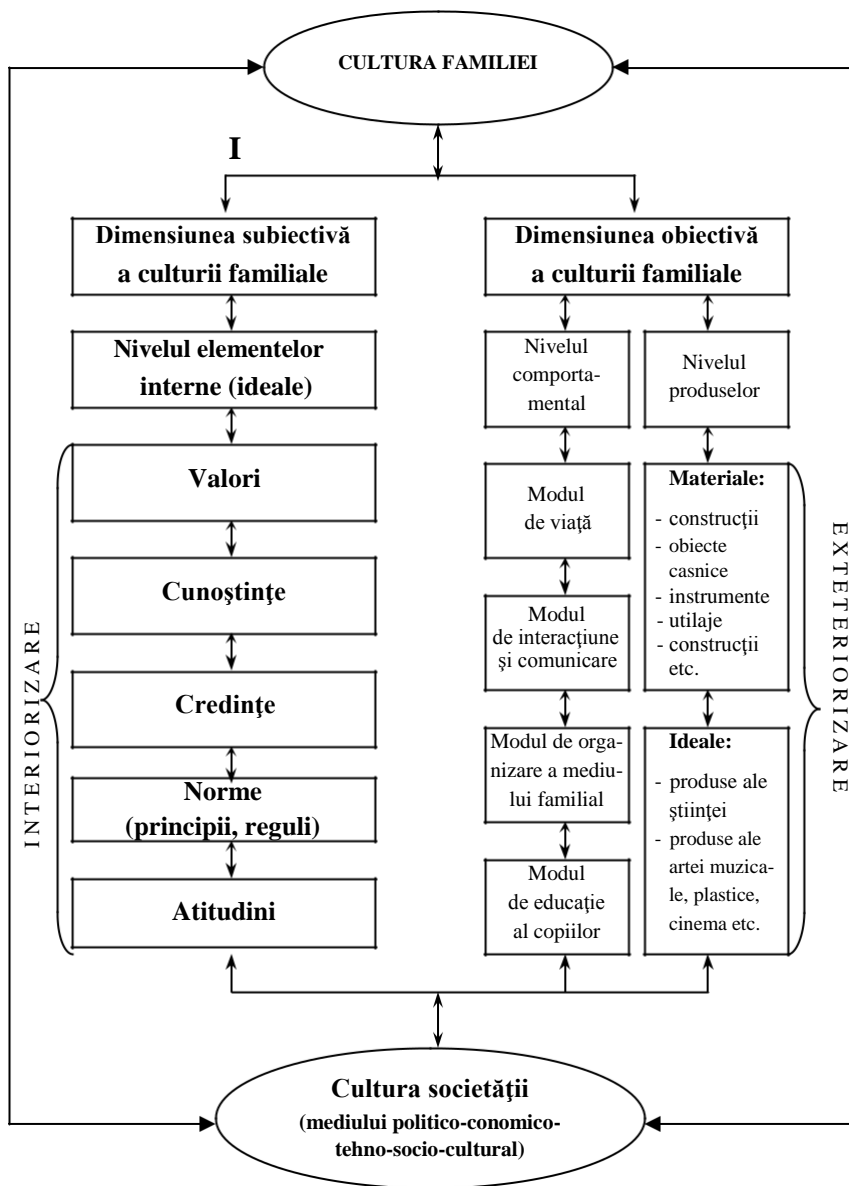 CULTURA FAMILIEI
I
Dimensiunea subiectivă
a culturii familiale
Dimensiunea obiectivă
a culturii familiale
Nivelul elementelor
interne (ideale)
Nivelul
comporta-
mental
Nivelul
produselor
INTERIORIZARE
Valori
Cunoştinţe
Credinţe
Norme
(principii, reguli)
Atitudini
Modul
de viaţă
Modul
de interacţiune
şi comunicare
Modul de orga-
nizare a mediu-
lui familial
Modul
de educaţie
al copiilor
Materiale:
- construcţii
- obiecte
casnice
- instrumente
- utilaje
- construcţii
etc.
Ideale:
- produse ale
ştiinţei
- produse ale
artei muzica-
le, plastice,
cinema etc.
EXTETERIORIZARE
Cultura societăţii
(mediului politico-conomico-
tehno-socio-cultural)